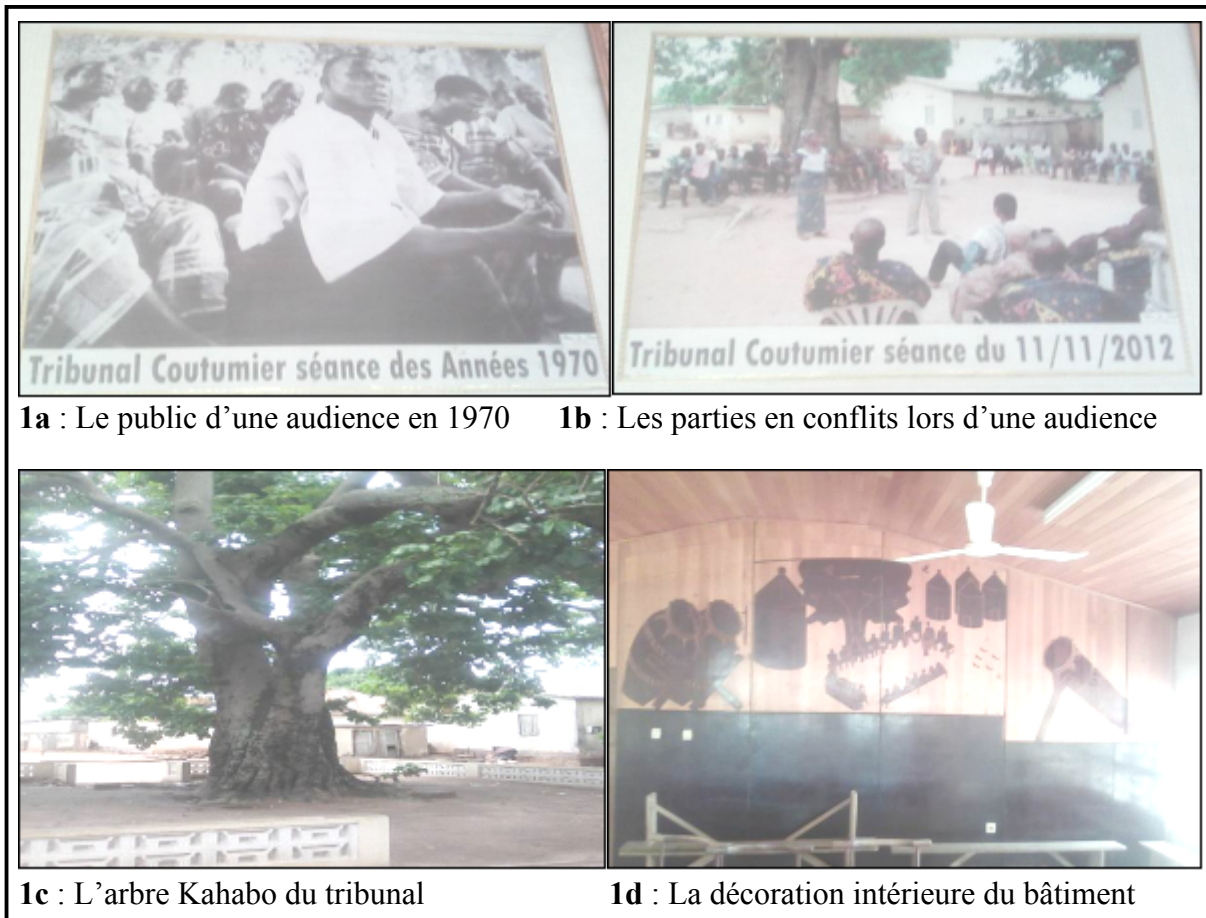 Tribunal Coutumier séance des Années 1970
Tribunal Coutumier séance du 11/11/2012
1a : Le public d’une audience en 1970
1b : Les parties en conflits lors d’une audience
1c : L’arbre Kahabo du tribunal
1d : La décoration intérieure du bâtiment